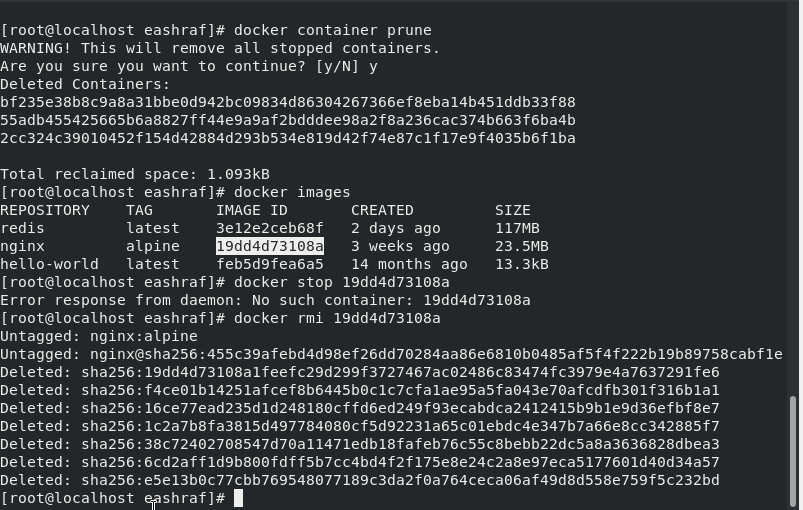 [root@localhost eashraf]# docker container prune
WARNING! This will remove all stopped containers.
Are you sure you want to continue? [y/N] y
Deleted Containers:
bf235e38b8c9a8a31bbe0d942bc09834d86304267366ef8eba14b451ddb33f88
55adb455425665b6a8827ff44e9a9af2bdddee98a2f8a236cac374b663f6ba4b
2cc324c39010452f154d42884d293b534e819d42f74e87c1f17e9f4035b6f1ba
Total reclaimed space: 1.093kB
[root@localhost eashraf]# docker images
REPOSITORY    TAG       IMAGE ID       CREATED         SIZE
redis         latest    3e12e2ceb68f   2 days ago      117MB
nginx         alpine    19dd4d73108a   3 weeks ago     23.5MB
hello-world   latest    feb5d9fea6a5   14 months ago   13.3kB
[root@localhost eashraf]# docker stop 19dd4d73108a
Error response from daemon: No such container: 19dd4d73108a
[root@localhost eashraf]# docker rmi 19dd4d73108a
Untagged: nginx:alpine
Untagged: nginx@sha256:455c39afebd4d98ef26dd70284aa86e6810b0485af5f4f222b19b89758cabf1e
Deleted: sha256:19dd4d73108a1feefc29d299f3727467ac02486c83474fc3979e4a7637291fe6
Deleted: sha256:f4ce01b14251afcef8b6445b0c1c7cfa1ae95a5fa043e70afcdfb301f316b1a1
Deleted: sha256:16ce77ead235d1d248180cffd6ed249f93ecabdca2412415b9b1e9d36efbf8e7
Deleted: sha256:1c2a7b8fa3815d497784080cf5d92231a65c01ebdc4e347b7a66e8cc342885f7
Deleted: sha256:38c72402708547d70a11471edb18fafeb76c55c8bebb22dc5a8a3636828dbea3
Deleted: sha256:6cd2aff1d9b800fdff5b7cc4bd4f2f175e8e24c2a8e97eca5177601d40d34a57
Deleted: sha256:e5e13b0c77cbb769548077189c3da2f0a764ceca06af49d8d558e759f5c232bd
[root@localhost eashraf]#